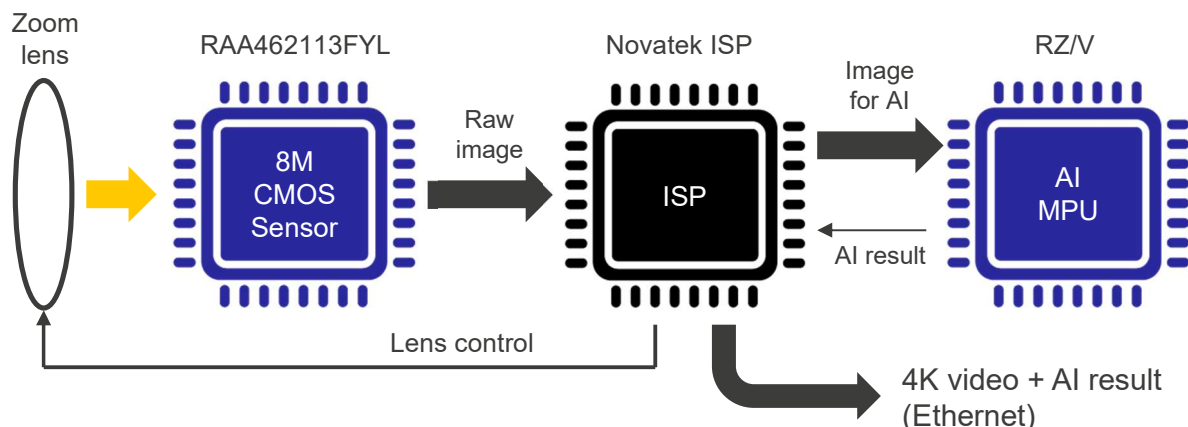 Zoom
lens
RAA462113FYL
8M
CMOS
Sensor
Raw
image
Novatek ISP
ISP
Image
for AI
AI result
RZ/V
AI
MPU
Lens control
4K video + AI result
(Ethernet)